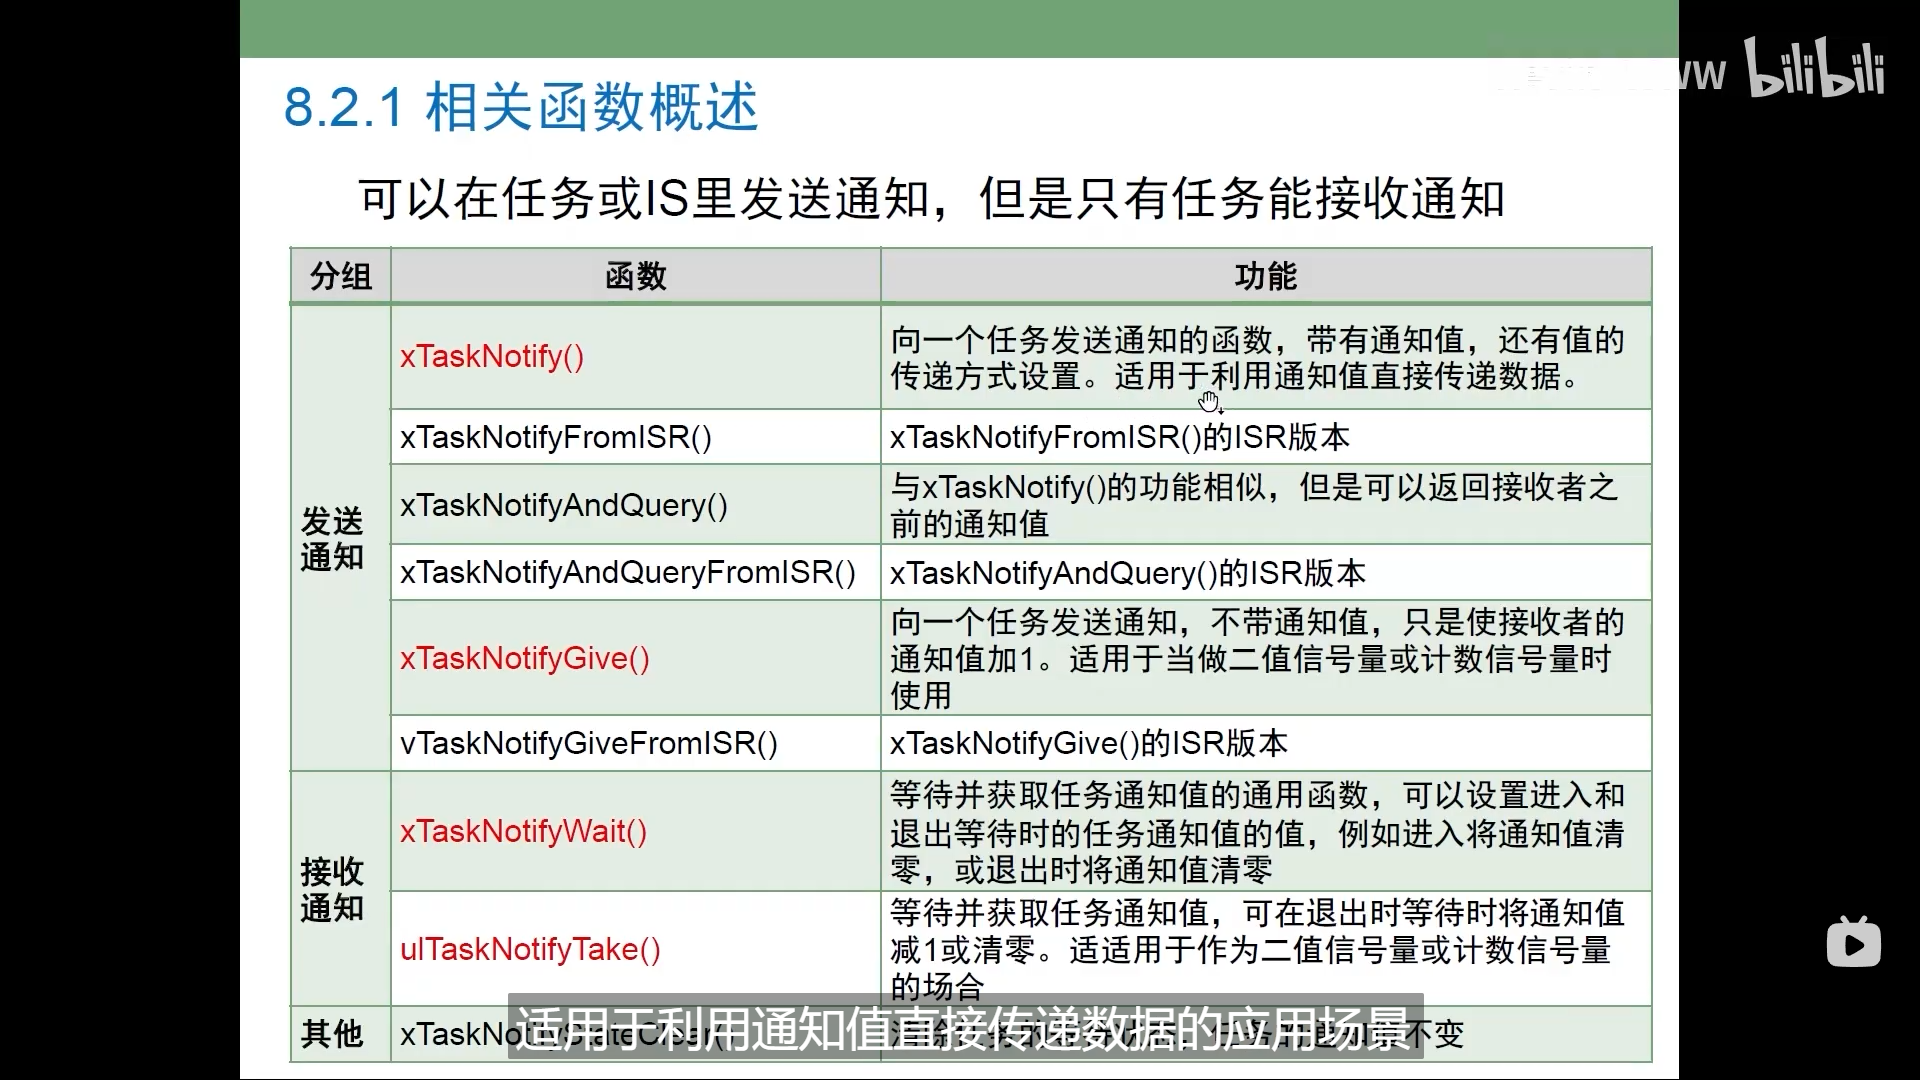 WW bilibili
8.2.1 相关函数概述
可以在任务或IS里发送通知，但是只有任务能接收通知
分组 函数 功能
发送
通知
xTaskNotify()
向一个任务发送通知的函数，带有通知值，还有值的
传递方式设置。适用于利用通知值直接传递数据。
xTaskNotifyFromISR()
xTaskNotifyFromISR()的ISR版本
xTaskNotifyAndQuery()
与xTaskNotify()的功能相似，但是可以返回接收者之
前的通知值
xTaskNotifyAndQueryFromISR()
xTaskNotifyAndQuery()的ISR版本
xTaskNotifyGive()
向一个任务发送通知，不带通知值，只是使接收者的
通知值加1。适用于当做二值信号量或计数信号量时
使用
vTaskNotifyGiveFromISR()
xTaskNotifyGive()的ISR版本
接收
通知
xTaskNotifyWait()
等待并获取任务通知值的通用函数，可以设置进入和
退出等待时的任务通知值的值，例如进入将通知值清
零，或退出时将通知值清零
ulTaskNotifyTake()
等待并获取任务通知值，可在退出时等待时将通知值
减1或清零。适适用于作为二值信号量或计数信号量
的场合
其他
xTaskNotifyStateClear()
不变
适用于利用通知值直接传递数据的应用场景